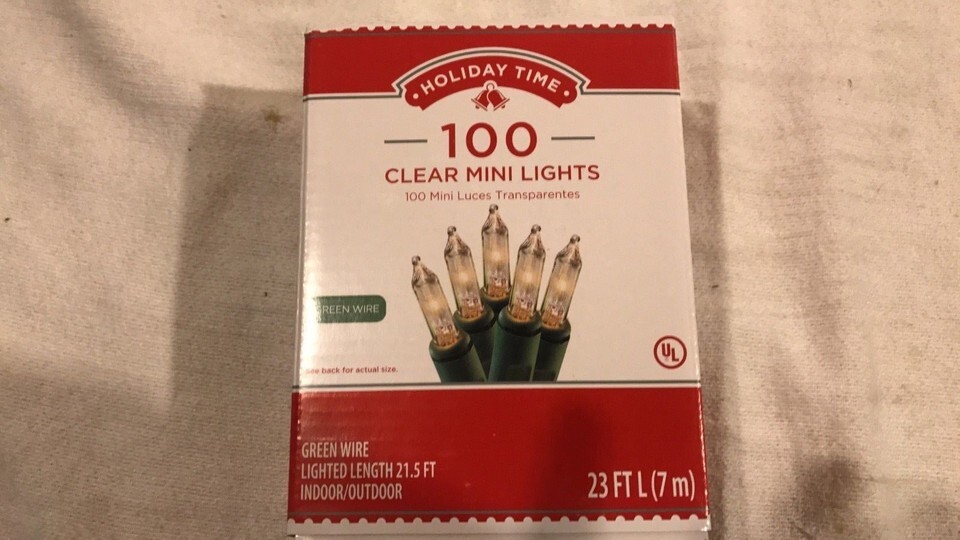 HOLIDAY TIME
100
CLEAR MINI LIGHTS
100 Mini Luces Transparentes
GREEN WIRE
See back for actual size.
UL
GREEN WIRE
LIGHTED LENGTH 21.5 FT
INDOOR/OUTDOOR
23 FT L (7 m)